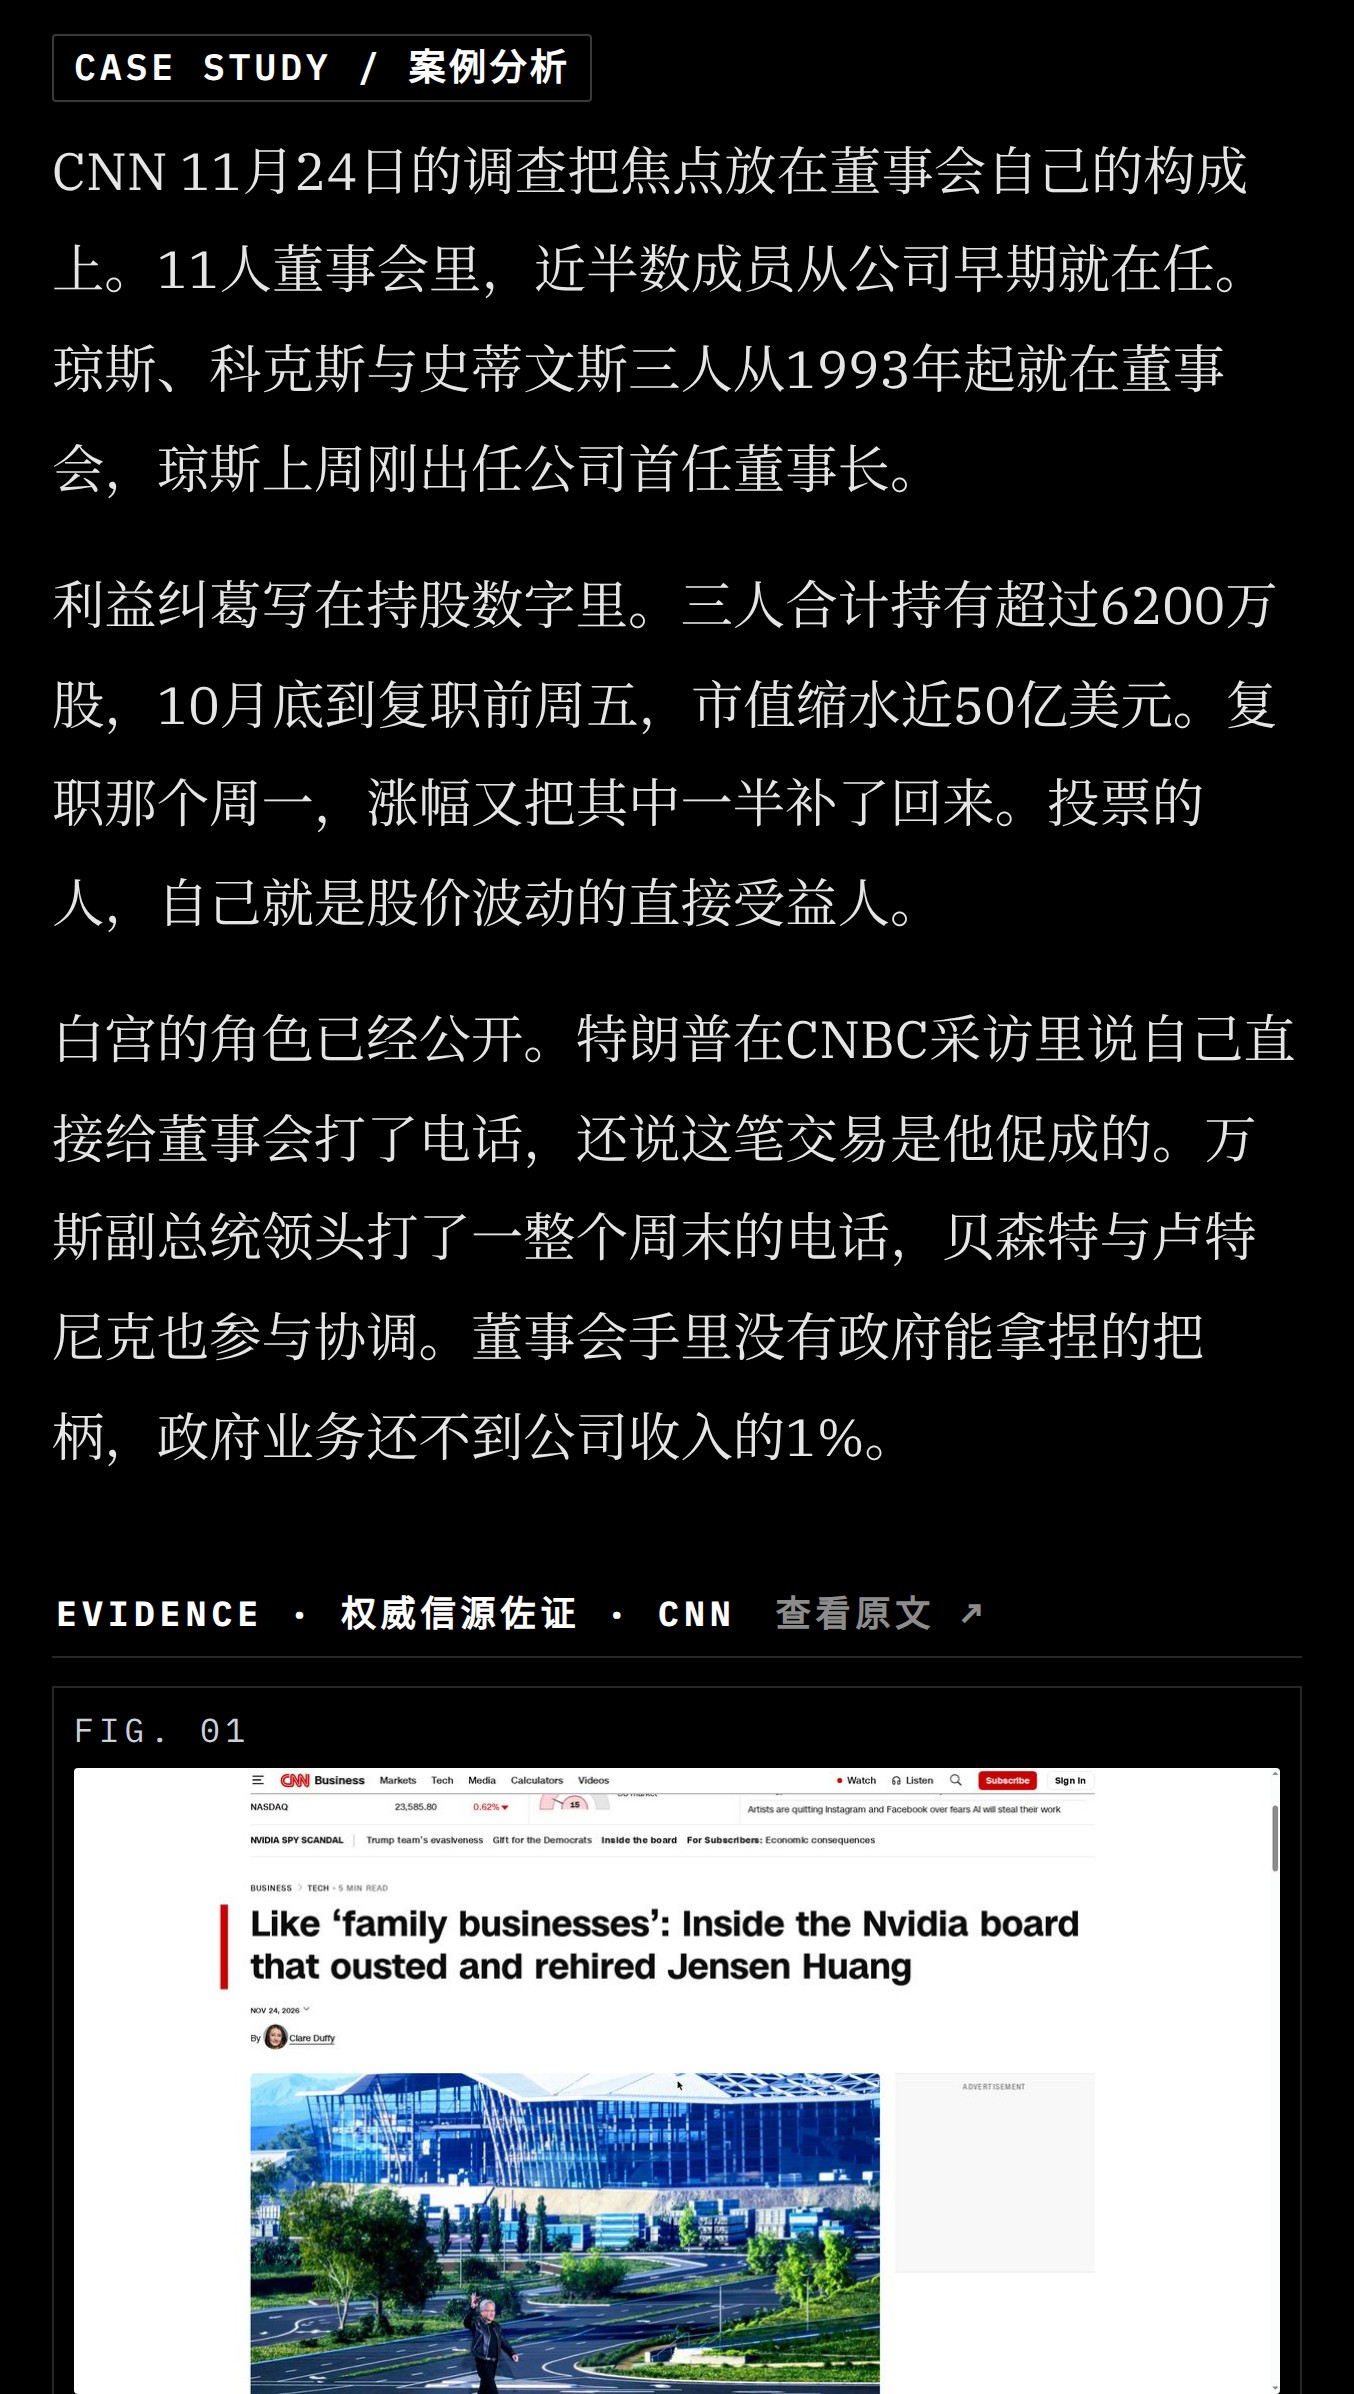 CASE STUDY / 案例分析
CNN 11月24日的调查把焦点放在董事会自己的构成
上。11人董事会里，近半数成员从公司早期就在任。
琼斯、科克斯与史蒂文斯三人从1993年起就在董事
会，琼斯上周刚出任公司首任董事长。
利益纠葛写在持股数字里。三人合计持有超过6200万
股，10月底到复职前周五，市值缩水近50亿美元。复
职那个周一，涨幅又把其中一半补了回来。投票的
人，自己就是股价波动的直接受益人。
白宫的角色已经公开。特朗普在CNBC采访里说自己直
接给董事会打了电话，还说这笔交易是他促成的。万
斯副总统领头打了一整个周末的电话，贝森特与卢特
尼克也参与协调。董事会手里没有政府能拿捏的把
柄，政府业务还不到公司收入的1%。
EVIDENCE · 权威信源佐证 · CNN 查看原文 ↗
FIG. 01
CNN Business Markets Tech Media Calculators Videos Watch Listen Subscribe Sign in
NASDAQ 23,585.80 0.62% 15
Artists are quitting Instagram and Facebook over fears AI will steal their work
NVIDIA SPY SCANDAL Trump team's evasiveness Gift for the Democrats Inside the board For Subscribers: Economic consequences
BUSINESS > TECH · 5 MIN READ
Like ‘family businesses’: Inside the Nvidia board
that ousted and rehired Jensen Huang
NOV 24, 2026
By Clare Duffy
ADVERTISEMENT